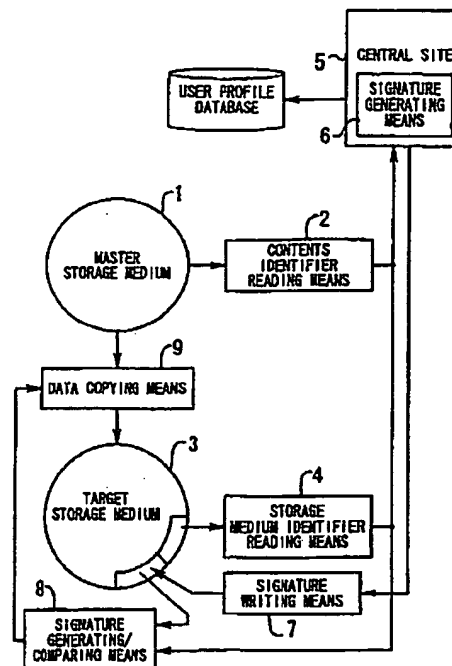 5
CENTRAL SITE
SIGNATURE
GENERATING
MEANS
6
USER PROFILE
DATABASE
1
MASTER
STORAGE MEDIUM
2
CONTENTS
IDENTIFIER
READING MEANS
9
DATA COPYING MEANS
3
TARGET
STORAGE MEDIUM
4
STORAGE
MEDIUM IDENTIFIER
READING MEANS
SIGNATURE
WRITING MEANS
7
8
SIGNATURE
GENERATING/
COMPARING MEANS